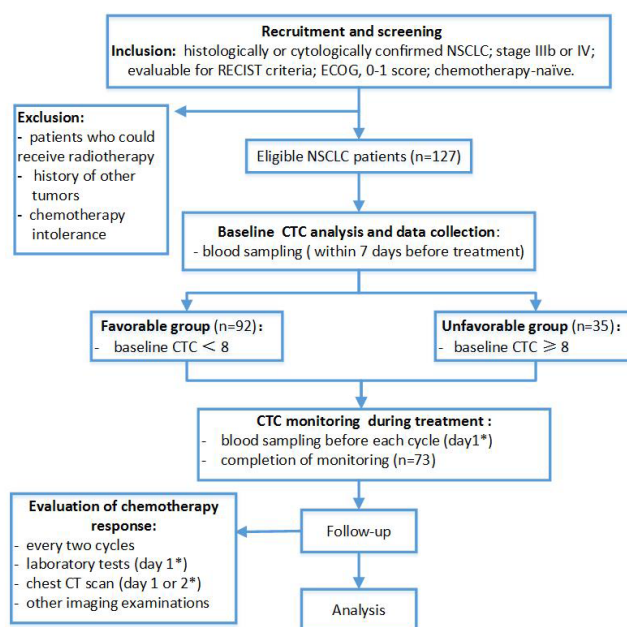 Recruitment and screening
Inclusion: histologically or cytologically confirmed NSCLC; stage IIIb or IV;
evaluable for RECIST criteria; ECOG, 0-1 score; chemotherapy-naïve.
Exclusion:
- patients who could
receive radiotherapy
- history of other
tumors
- chemotherapy
intolerance
Eligible NSCLC patients (n=127)
Baseline CTC analysis and data collection:
- blood sampling ( within 7 days before treatment)
Favorable group (n=92)：
- baseline CTC < 8
Unfavorable group (n=35)：
- baseline CTC ≥ 8
CTC monitoring during treatment :
- blood sampling before each cycle (day1*)
- completion of monitoring (n=73)
Evaluation of chemotherapy
response:
- every two cycles
- laboratory tests (day 1*)
- chest CT scan (day 1 or 2*)
- other imaging examinations
Follow-up
Analysis